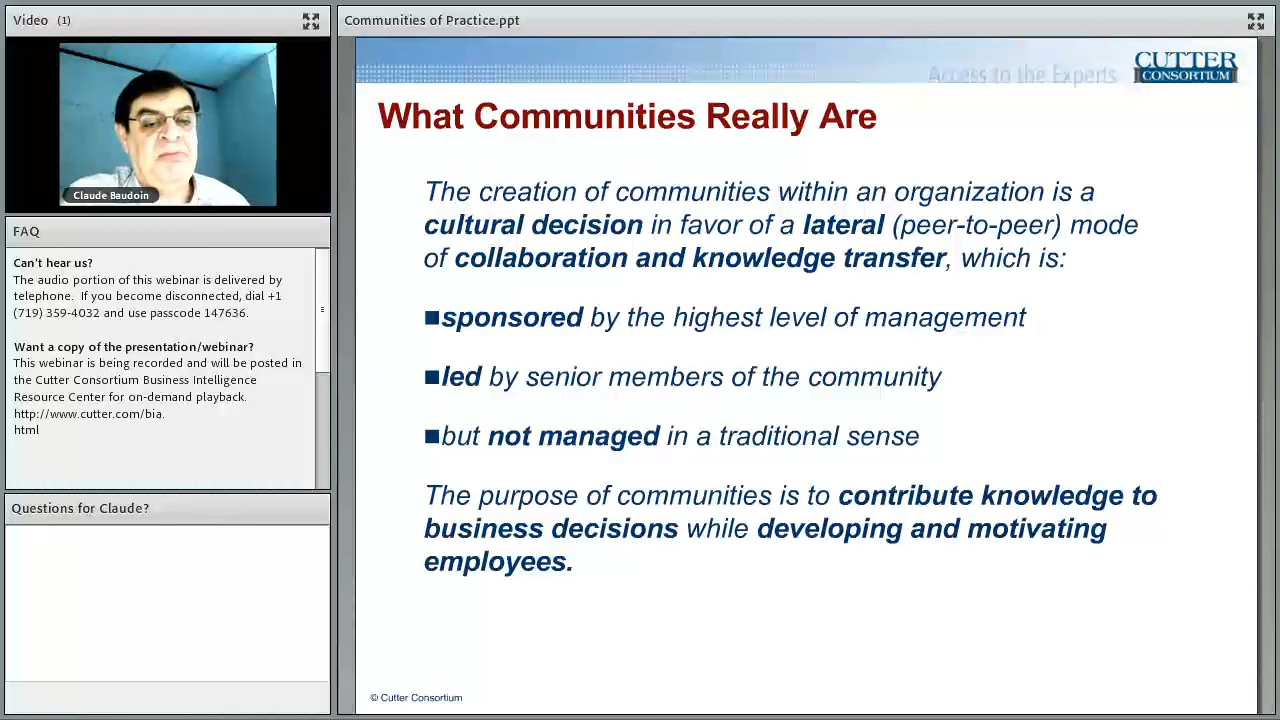 Video (1)
Claude Baudoin
FAQ
Can't hear us?
The audio portion of this webinar is delivered by
telephone. If you become disconnected, dial +1
(719) 359-4032 and use passcode 147636.
Want a copy of the presentation/webinar?
This webinar is being recorded and will be posted in
the Cutter Consortium Business Intelligence
Resource Center for on-demand playback.
http://www.cutter.com/bia.
html
Questions for Claude?
Communities of Practice.ppt
Access to the Experts
CUTTER
CONSORTIUM
What Communities Really Are
The creation of communities within an organization is a
cultural decision in favor of a lateral (peer-to-peer) mode
of collaboration and knowledge transfer, which is:
■sponsored by the highest level of management
■led by senior members of the community
■but not managed in a traditional sense
The purpose of communities is to contribute knowledge to
business decisions while developing and motivating
employees.
© Cutter Consortium